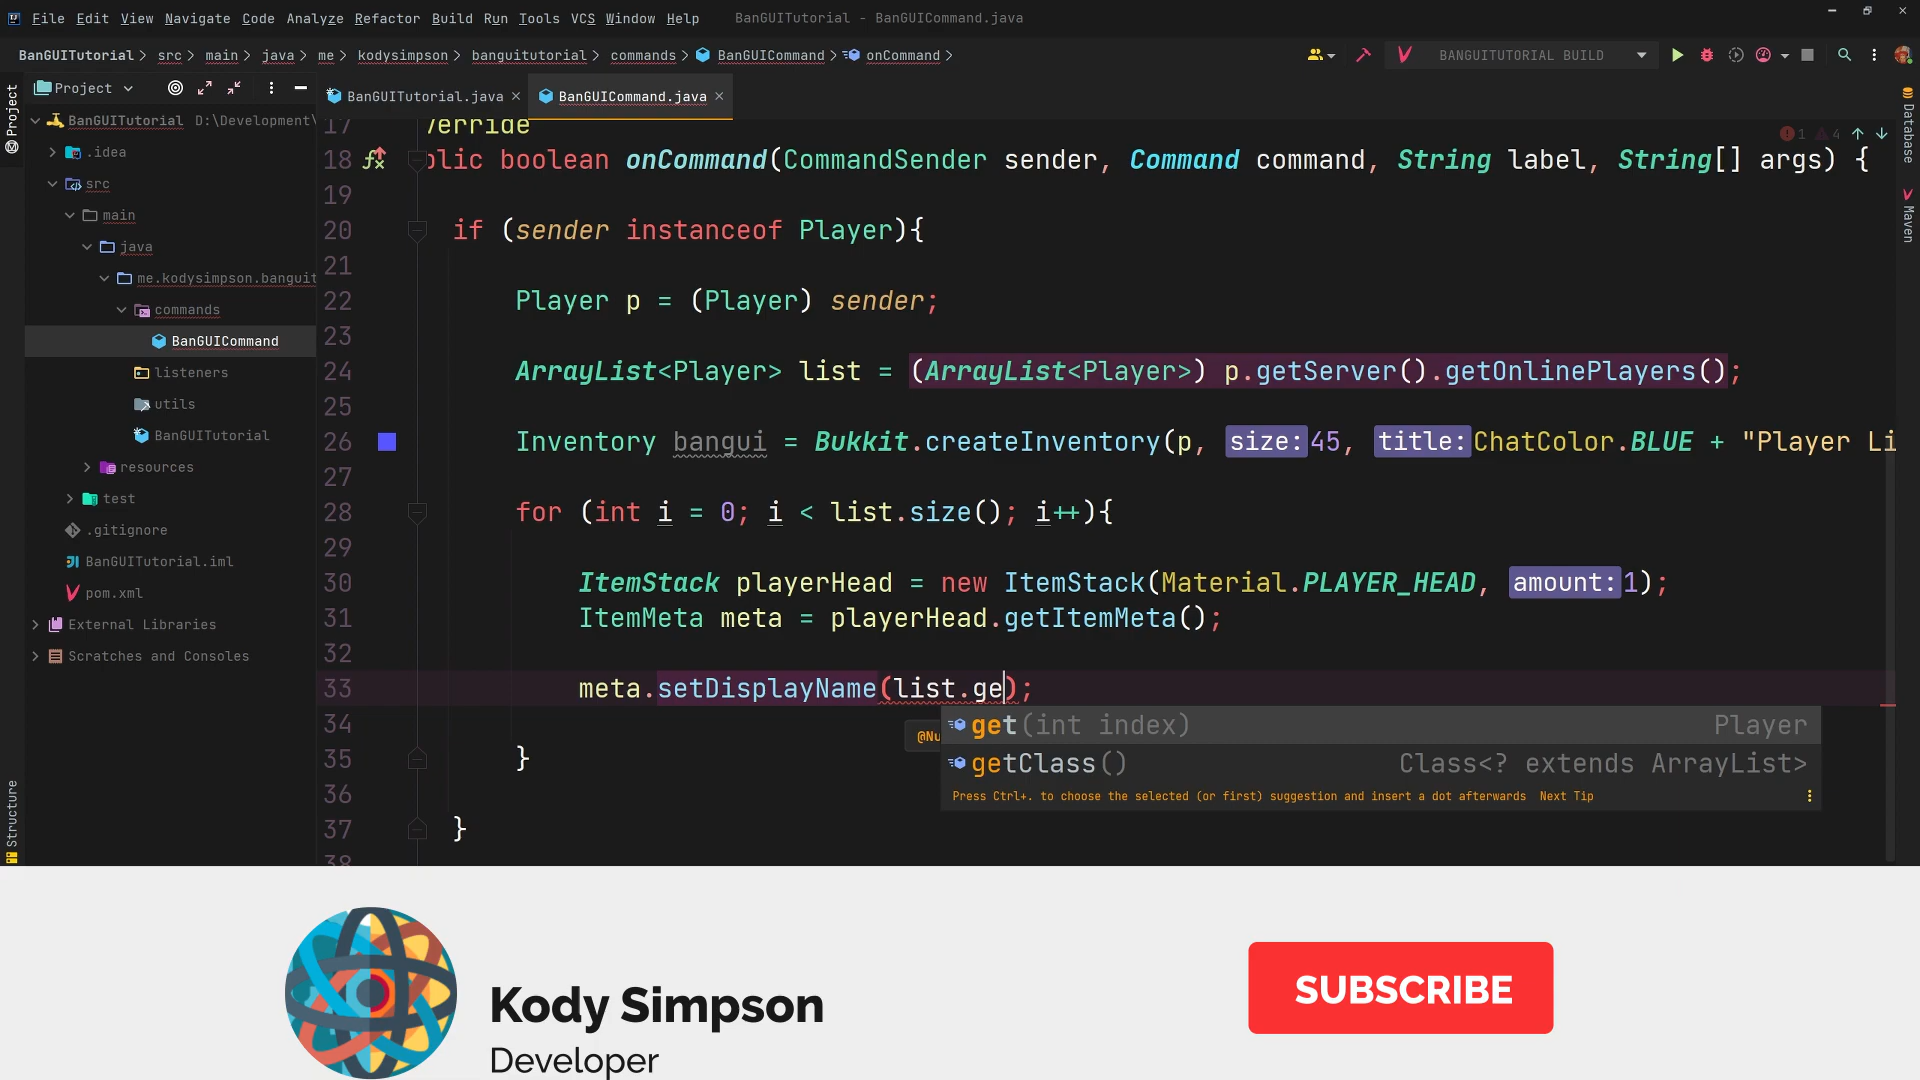 File Edit View Navigate Code Analyze Refactor Build Run Tools VCS Window Help BanGUITutorial - BanGUICommand.java
BanGUITutorial > src > main > java > me > kodysimpson > banguitutorial > commands > BanGUICommand > onCommand >
BANGUITUTORIAL BUILD
Project
Project
BanGUITutorial.java
BanGUICommand.java
Database
Maven
Structure
BanGUITutorial D:\Development\
.idea
src
main
java
me.kodysimpson.banguit
commands
BanGUICommand
listeners
utils
BanGUITutorial
resources
test
.gitignore
BanGUITutorial.iml
pom.xml
External Libraries
Scratches and Consoles
1 4
17 verride
18 blic boolean onCommand(CommandSender sender, Command command, String label, String[] args) {
19
20 if (sender instanceof Player){
21
22 Player p = (Player) sender;
23
24 ArrayList<Player> list = (ArrayList<Player>) p.getServer().getOnlinePlayers();
25
26 Inventory bangui = Bukkit.createInventory(p, size: 45, title: ChatColor.BLUE + "Player Li
27
28 for (int i = 0; i < list.size(); i++){
29
30 ItemStack playerHead = new ItemStack(Material.PLAYER_HEAD, amount: 1);
31 ItemMeta meta = playerHead.getItemMeta();
32
33 meta.setDisplayName(list.ge);
34
35 }
36
37 }
38
@Nu
get(int index) Player
getClass() Class<? extends ArrayList>
Press Ctrl+. to choose the selected (or first) suggestion and insert a dot afterwards Next Tip
Kody Simpson
Developer
SUBSCRIBE